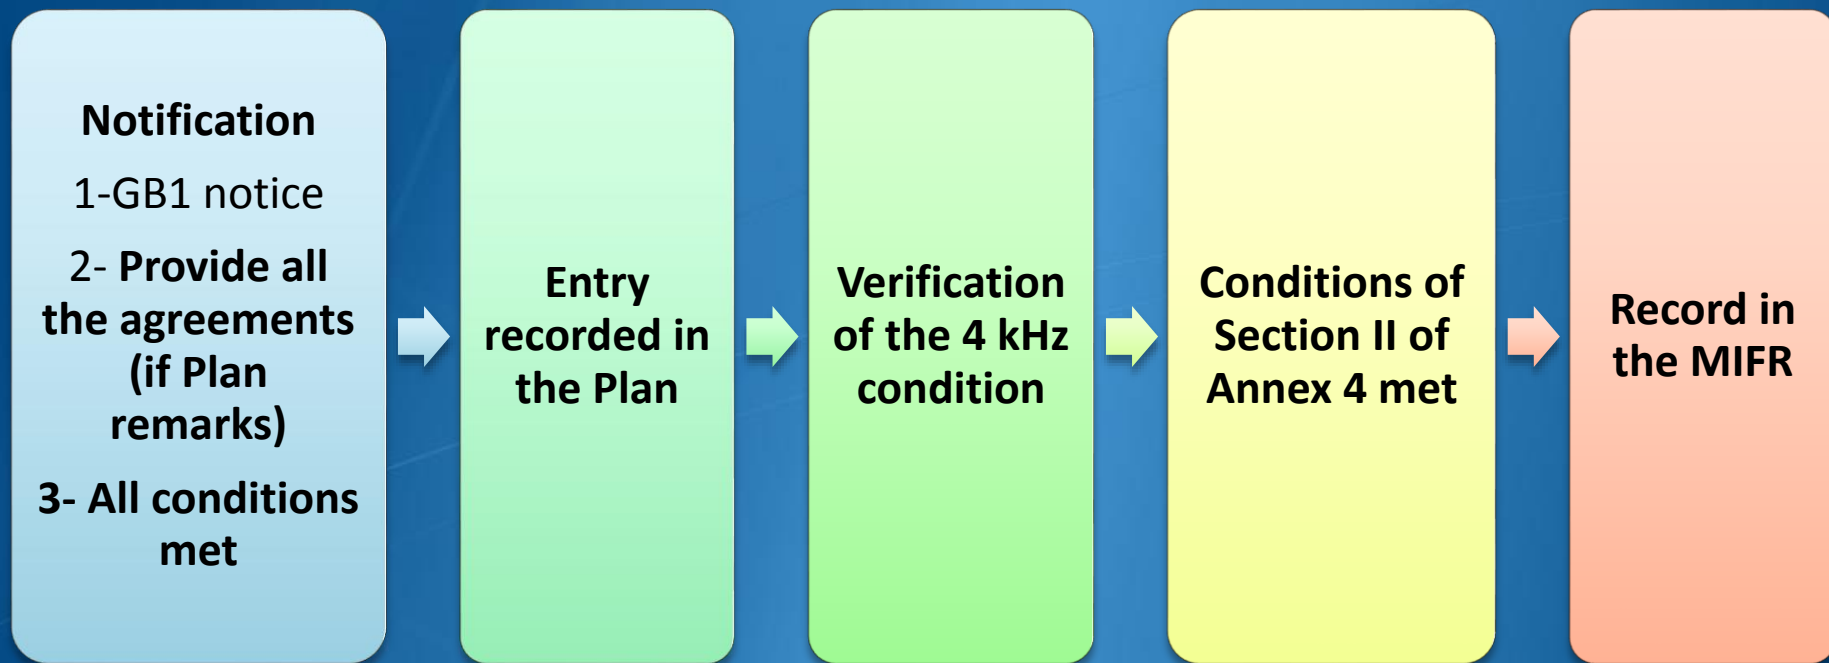 Notification
1-GB1 notice
2- Provide all
the agreements
(if Plan
remarks)
3- All conditions
met
Entry
recorded in
the Plan
Verification
of the 4 kHz
condition
Conditions of
Section II of
Annex 4 met
Record in
the MIFR